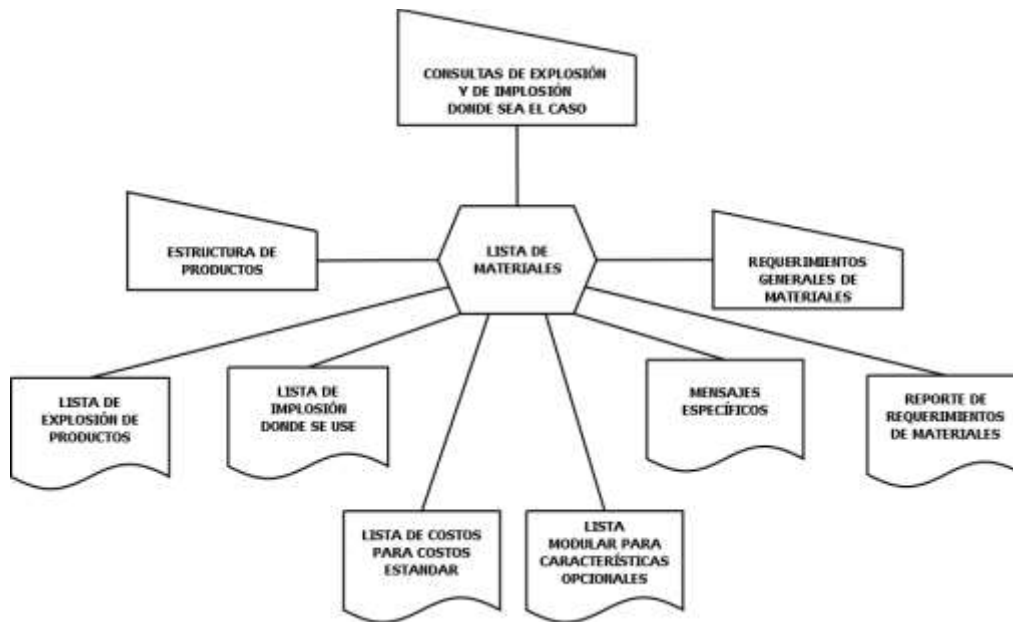 CONSULTAS DE EXPLOSIÓN
Y DE IMPLOSIÓN
DONDE SEA EL CASO
ESTRUCTURA DE
PRODUCTOS
LISTA DE
MATERIALES
REQUERIMIENTOS
GENERALES DE
MATERIALES
LISTA DE
EXPLOSIÓN DE
PRODUCTOS
LISTA DE
IMPLOSIÓN
DONDE SE USE
MENSAJES
ESPECÍFICOS
REPORTE DE
REQUERIMIENTOS
DE MATERIALES
LISTA DE COSTOS
PARA COSTOS
ESTANDAR
LISTA
MODULAR PARA
CARACTERÍSTICAS
OPCIONALES